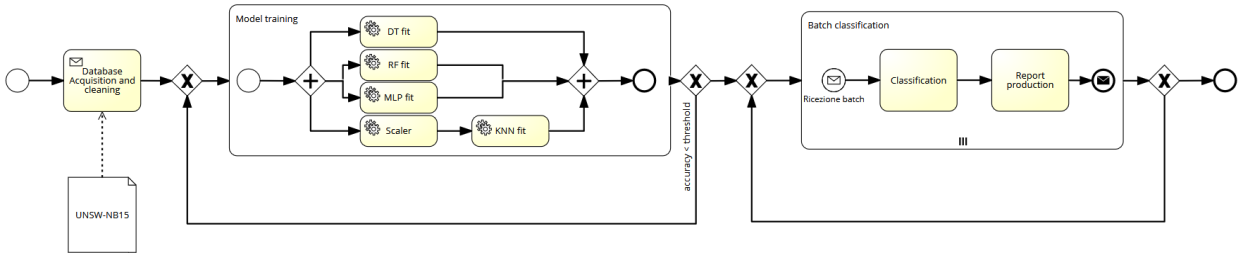 Database
Acquisition and
cleaning
UNSW-NB15
Model training
DT fit
RF fit
MLP fit
Scaler
KNN fit
accuracy < threshold
Batch classification
Ricezione batch
Classification
Report
production